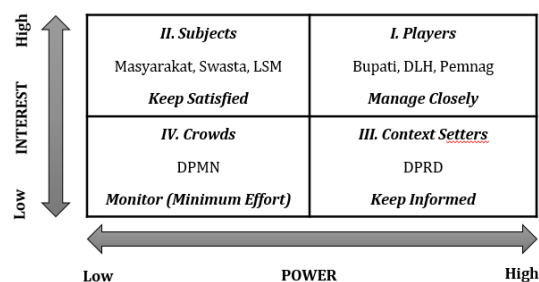 High
INTEREST
Low
II. Subjects
Masyarakat, Swasta, LSM
Keep Satisfied
I. Players
Bupati, DLH, Pemnag
Manage Closely
IV. Crowds
DPMN
Monitor (Minimum Effort)
III. Context Setters
DPRD
Keep Informed
Low
POWER
High